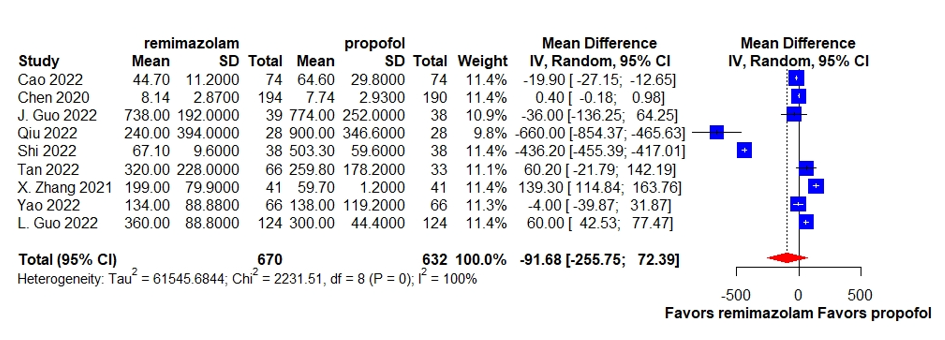 remimazolam propofol Mean Difference Mean Difference
Study Mean SD Total Mean SD Total Weight IV, Random, 95% CI IV, Random, 95% CI
Cao 2022 44.70 11.2000 74 64.60 29.8000 74 11.4% -19.90 [ -27.15; -12.65]
Chen 2020 8.14 2.8700 194 7.74 2.9300 190 11.4% 0.40 [ -0.18; 0.98]
J. Guo 2022 738.00 192.0000 39 774.00 252.0000 38 10.9% -36.00 [-136.25; 64.25]
Qiu 2022 240.00 394.0000 28 900.00 346.6000 28 9.8% -660.00 [-854.37; -465.63]
Shi 2022 67.10 9.6000 38 503.30 59.6000 38 11.4% -436.20 [-455.39; -417.01]
Tan 2022 320.00 228.0000 66 259.80 178.2000 33 11.1% 60.20 [ -21.79; 142.19]
X. Zhang 2021 199.00 79.9000 41 59.70 1.2000 41 11.4% 139.30 [ 114.84; 163.76]
Yao 2022 134.00 88.8000 66 138.00 119.2000 66 11.3% -4.00 [ -39.87; 31.87]
L. Guo 2022 360.00 88.8000 124 300.00 44.4000 124 11.4% 60.00 [ 42.53; 77.47]
Total (95% CI) 670 632 100.0% -91.68 [-255.75; 72.39]
Heterogeneity: Tau² = 61545.6844; Chi² = 2231.51, df = 8 (P = 0); I² = 100%
-500 0 500
Favors remimazolam Favors propofol